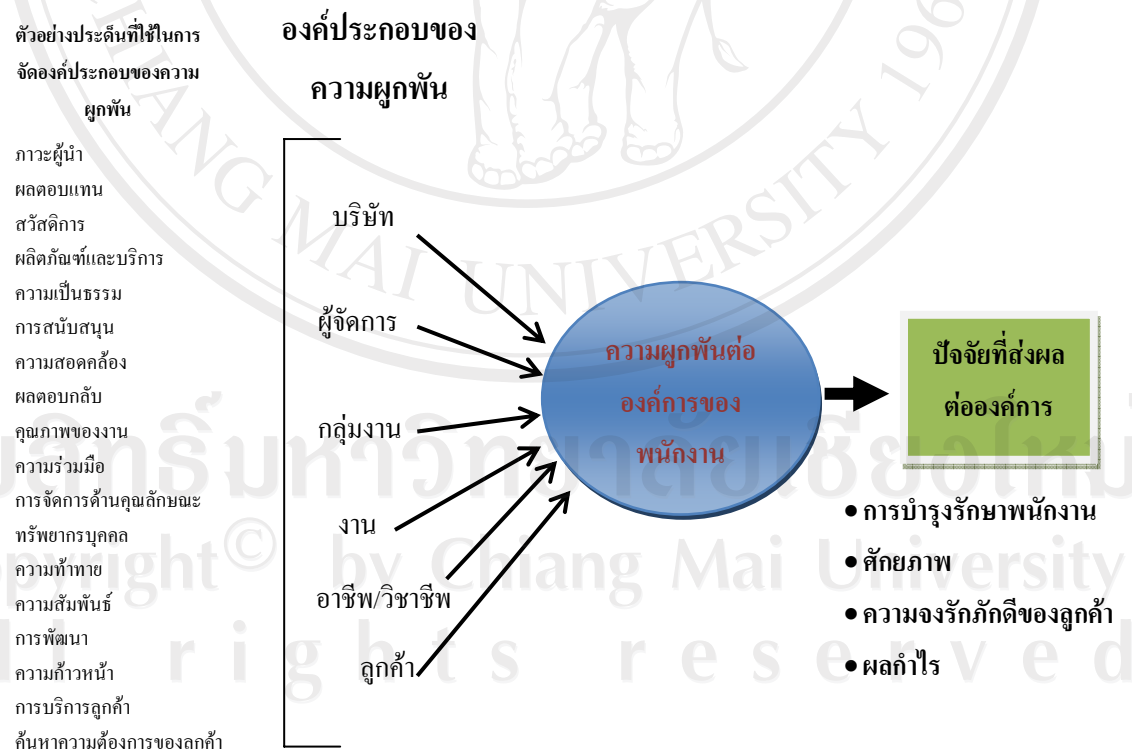 ตัวอย่างประเด็นที่ใช้ในการ
จัดองค์ประกอบของความ
ผูกพัน
องค์ประกอบของ
ความผูกพัน
ภาวะผู้นำ
ผลตอบแทน
สวัสดิการ
ผลิตภัณฑ์และบริการ
ความเป็นธรรม
การสนับสนุน
ความสอดคล้อง
ผลตอบกลับ
คุณภาพของงาน
ความร่วมมือ
การจัดการด้านคุณลักษณะ
ทรัพยากรบุคคล
ความท้าทาย
ความสัมพันธ์
การพัฒนา
ความก้าวหน้า
การบริการลูกค้า
ค้นหาความต้องการของลูกค้า
บริษัท
ผู้จัดการ
กลุ่มงาน
งาน
อาชีพ/วิชาชีพ
ลูกค้า
ความผูกพันต่อ
องค์การของ
พนักงาน
ปัจจัยที่ส่งผล
ต่อองค์การ
• การบำรุงรักษาพนักงาน
• ศักยภาพ
• ความจงรักภักดีของลูกค้า
• ผลกำไร
CHIANG MAI UNIVERSITY 196
by Chiang Mai University
rights reserved